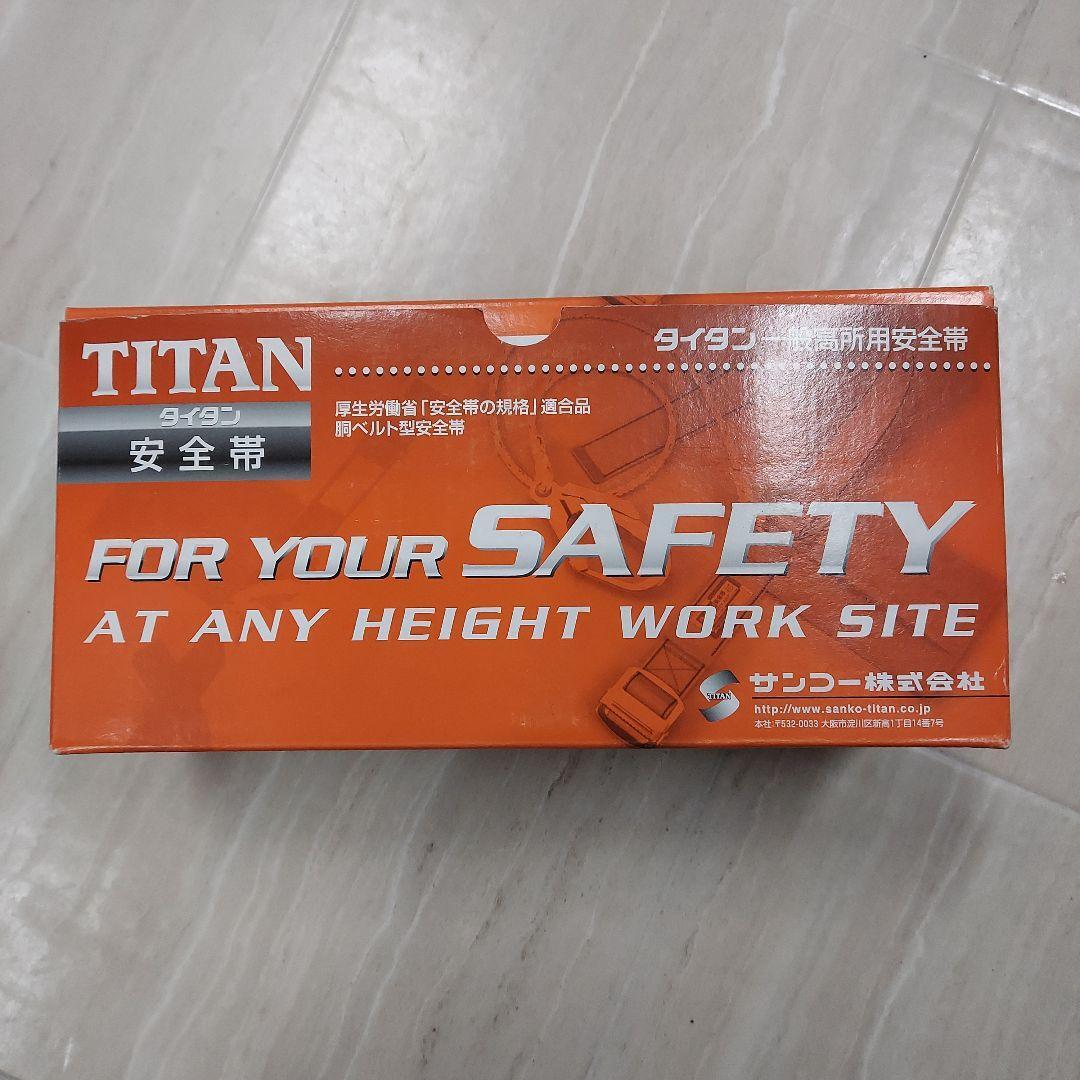 TITAN
タイタン
安全帯
タイタン一般高所用安全帯
厚生労働省「安全帯の規格」適合品
胴ベルト型安全帯
FOR YOUR SAFETY
AT ANY HEIGHT WORK SITE
TITAN
サンコー株式会社
http://www.sanko-titan.co.jp
本社:〒532-0033 大阪市淀川区新高1丁目14番7号